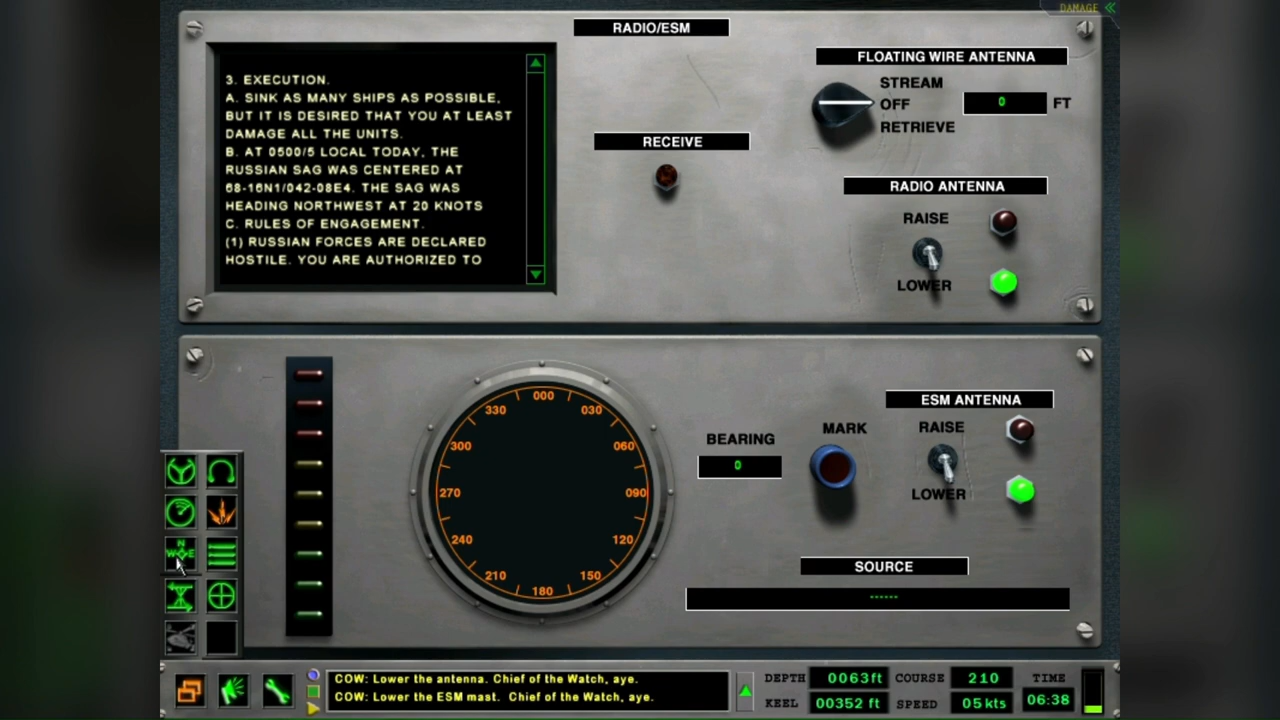 DAMAGE
RADIO/ESM
3. EXECUTION.
A. SINK AS MANY SHIPS AS POSSIBLE,
BUT IT IS DESIRED THAT YOU AT LEAST
DAMAGE ALL THE UNITS.
B. AT 0500/5 LOCAL TODAY, THE
RUSSIAN SAG WAS CENTERED AT
68-16N1/042-08E4. THE SAG WAS
HEADING NORTHWEST AT 20 KNOTS
C. RULES OF ENGAGEMENT.
(1) RUSSIAN FORCES ARE DECLARED
HOSTILE. YOU ARE AUTHORIZED TO
RECEIVE
FLOATING WIRE ANTENNA
STREAM
OFF
RETRIEVE
0 FT
RADIO ANTENNA
RAISE
LOWER
000
030
060
090
120
150
180
210
240
270
300
330
BEARING
0
MARK
ESM ANTENNA
RAISE
LOWER
SOURCE
------
N
W E
COW: Lower the antenna. Chief of the Watch, aye.
COW: Lower the ESM mast. Chief of the Watch, aye.
DEPTH 0063ft COURSE 210 TIME
KEEL 00352 ft SPEED 05 kts 06:38